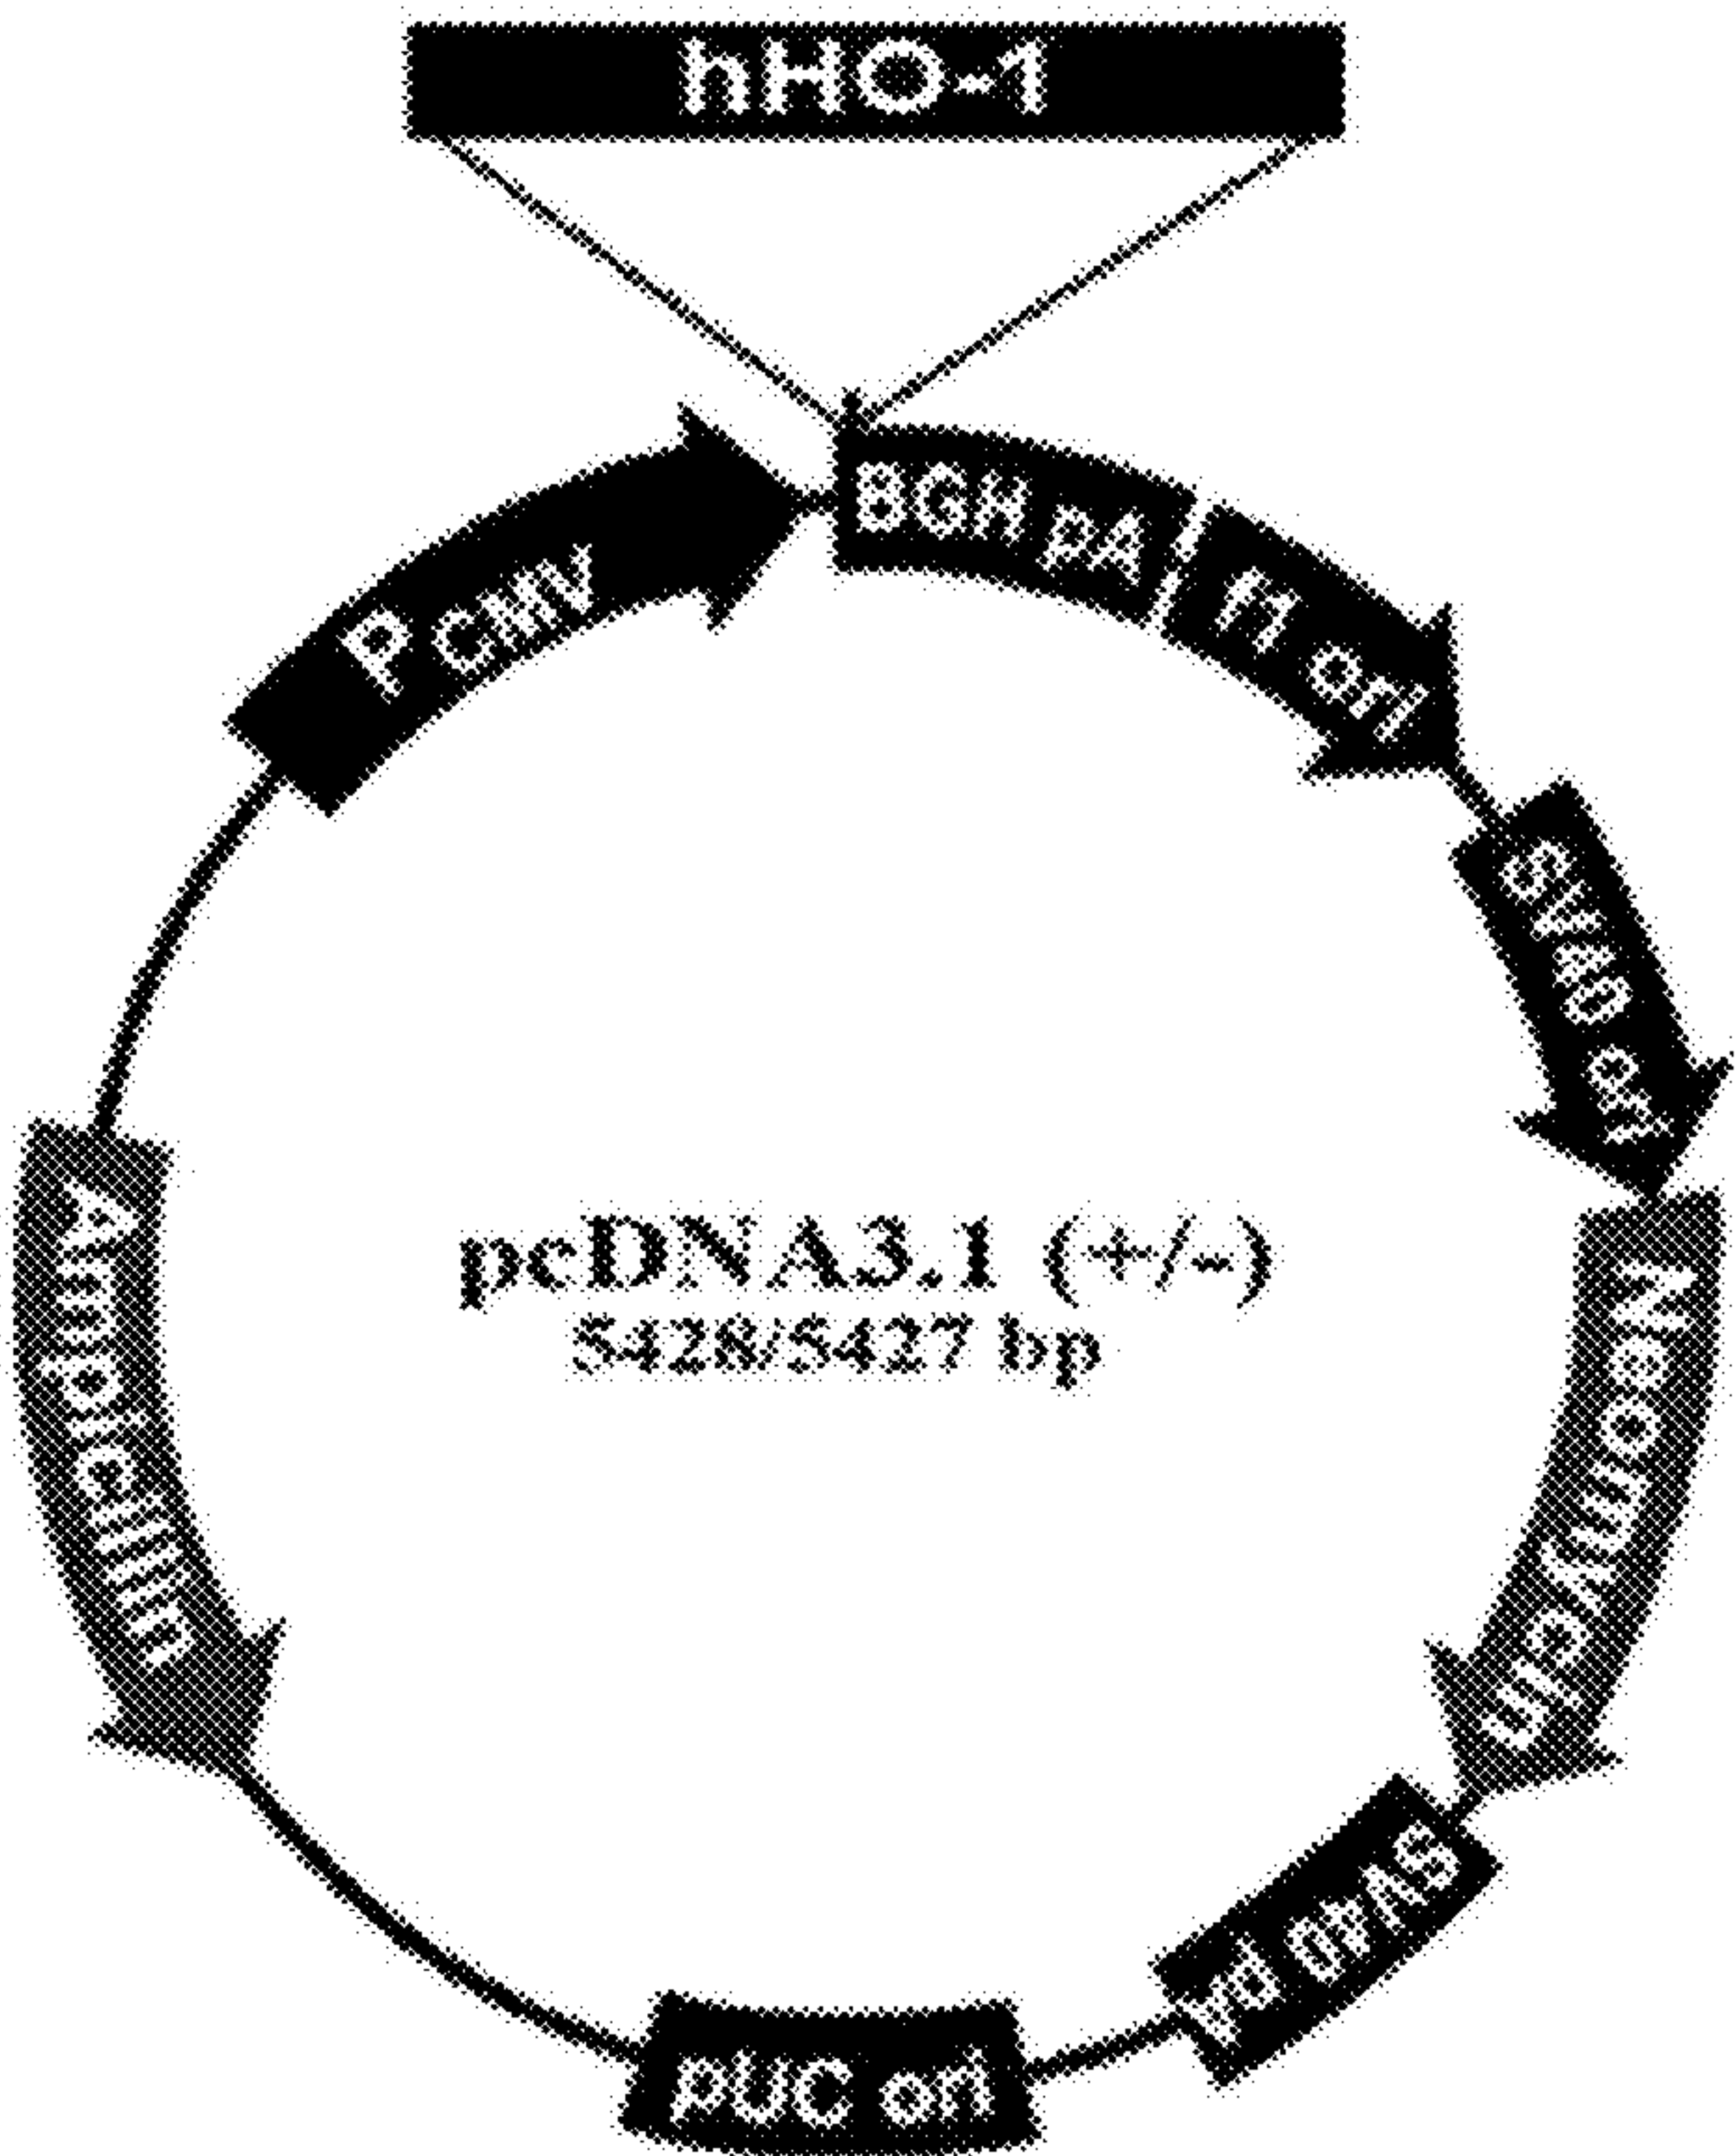 hHO-1
P CMV
BGH pA
f1 ori
SV40 ori
Neomycin
SV40 pA
pUC ori
Ampicillin
pcDNA3.1 (+/-)
5428/5427 bp